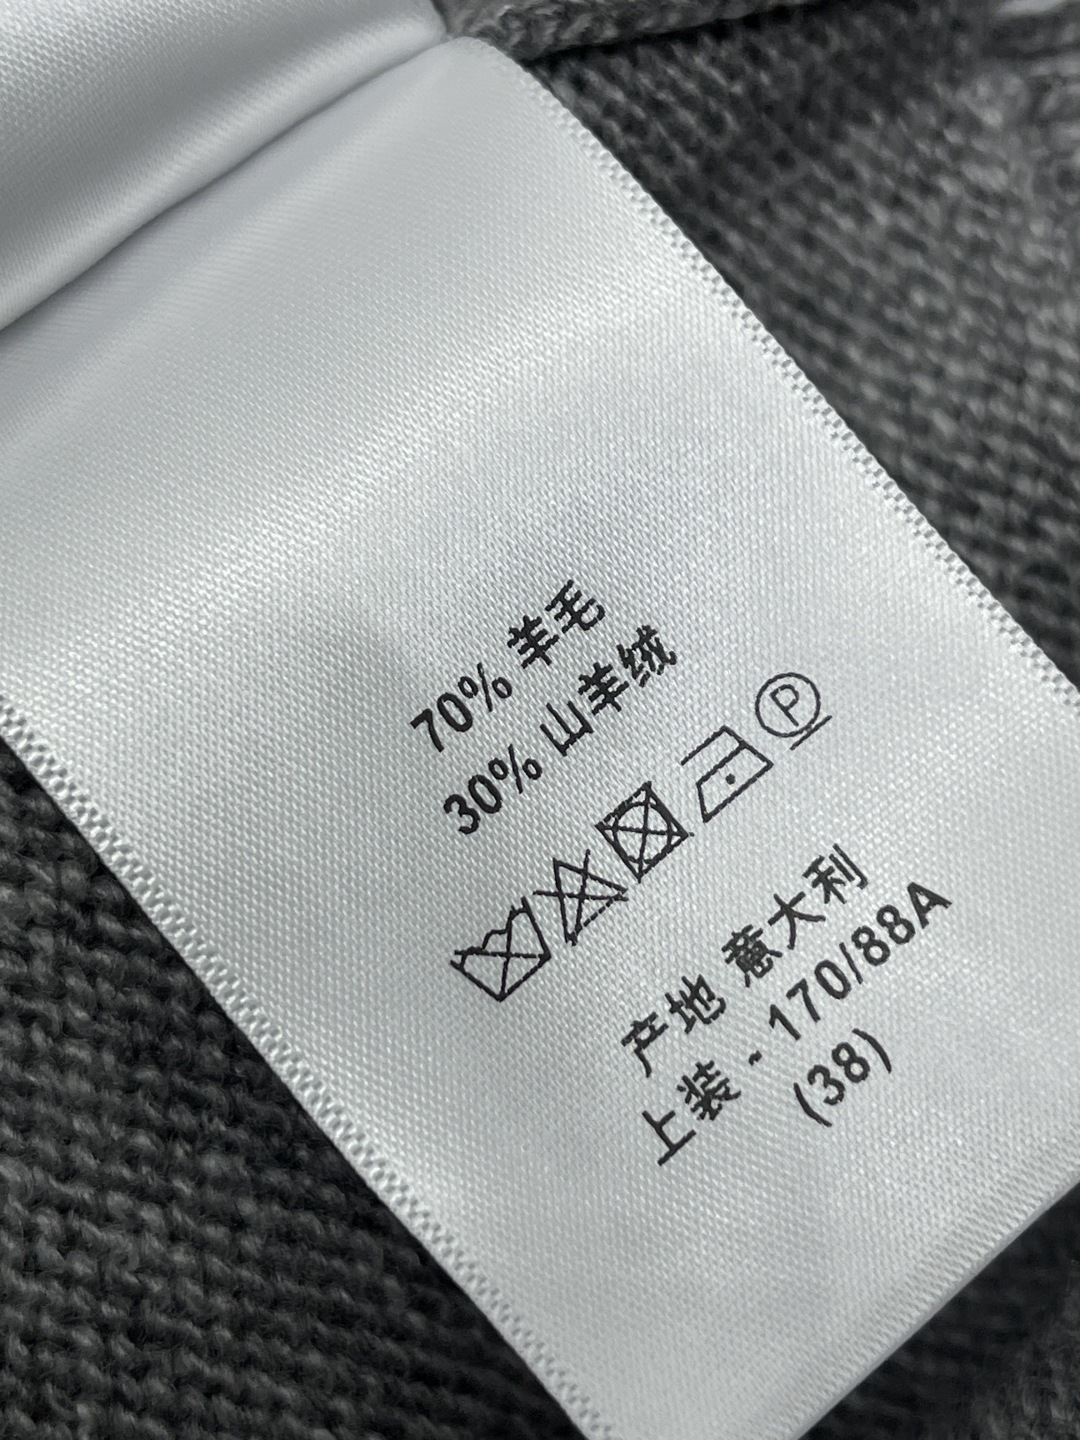 70% 羊毛
30% 山羊绒
P
产地 意大利
上装 - 170/88A
(38)